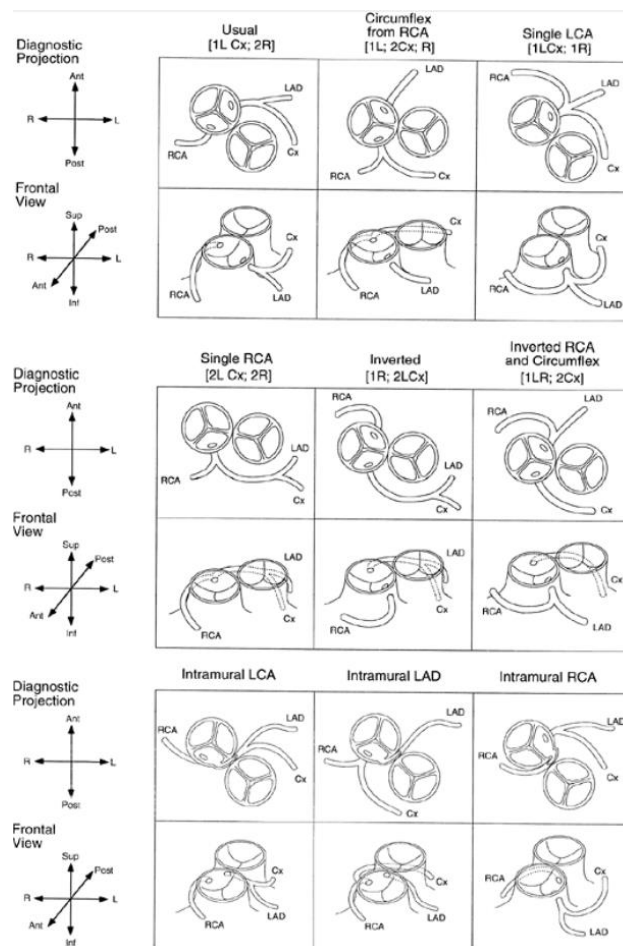 Usual
[1L Cx; 2R]
Circumflex
from RCA
[1L; 2Cx; R]
Single LCA
[1LCx; 1R]
Diagnostic
Projection
Ant
R
L
Post
LAD
RCA
Cx
LAD
RCA
Cx
RCA
LAD
Cx
Frontal
View
Sup
Post
R
L
Ant
Inf
Cx
RCA
LAD
Cx
RCA
LAD
Cx
RCA
LAD
Single RCA
[2L Cx; 2R]
Inverted
[1R; 2LCx]
Inverted RCA
and Circumflex
[1LR; 2Cx]
Diagnostic
Projection
Ant
R
L
Post
RCA
LAD
Cx
RCA
LAD
Cx
RCA
LAD
Cx
Frontal
View
Sup
Post
R
L
Ant
Inf
LAD
RCA
Cx
LAD
RCA
Cx
RCA
Cx
LAD
Intramural LCA
Intramural LAD
Intramural RCA
Diagnostic
Projection
Ant
R
L
Post
RCA
LAD
Cx
RCA
LAD
Cx
RCA
LAD
Cx
Frontal
View
Sup
Post
R
L
Ant
Inf
Cx
RCA
LAD
Cx
RCA
LAD
RCA
Cx
LAD